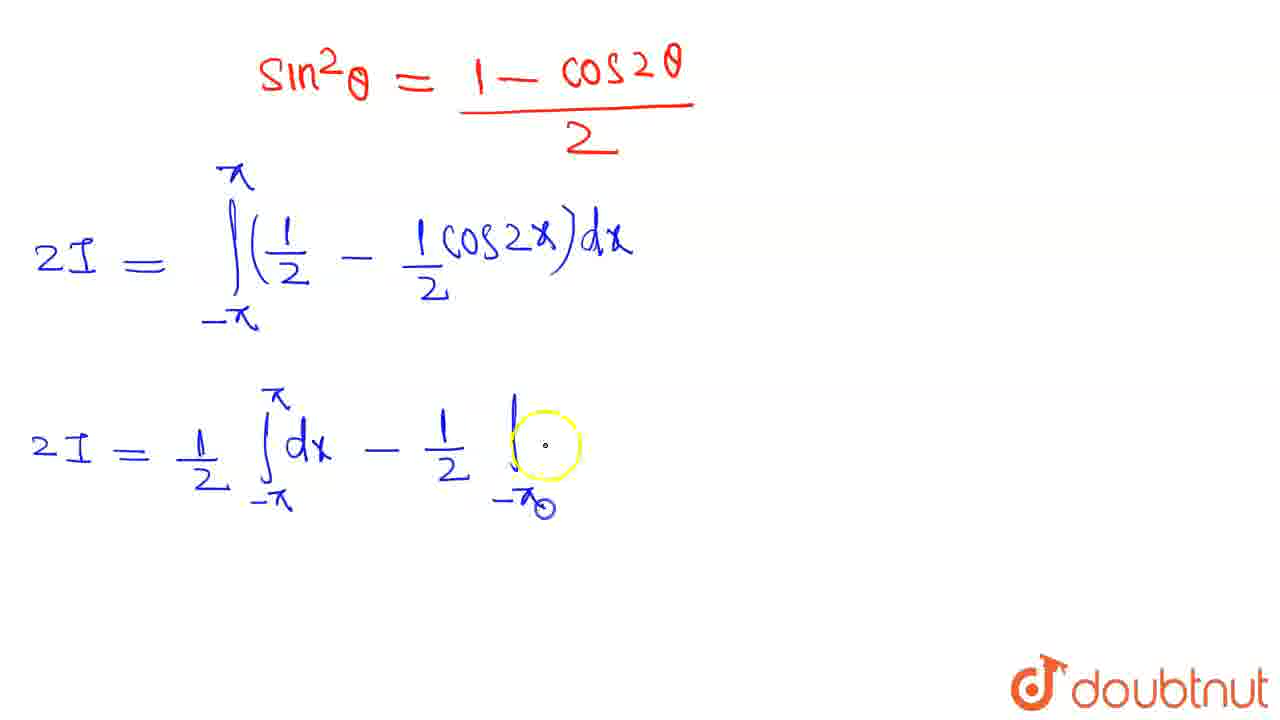 sin²θ = (1 − cos2θ)/2
2I = ∫_{-π}^{π} (1/2 − 1/2 cos2x) dx
2I = 1/2 ∫_{-π}^{π} dx − 1/2 ∫_{-π}
doubtnut